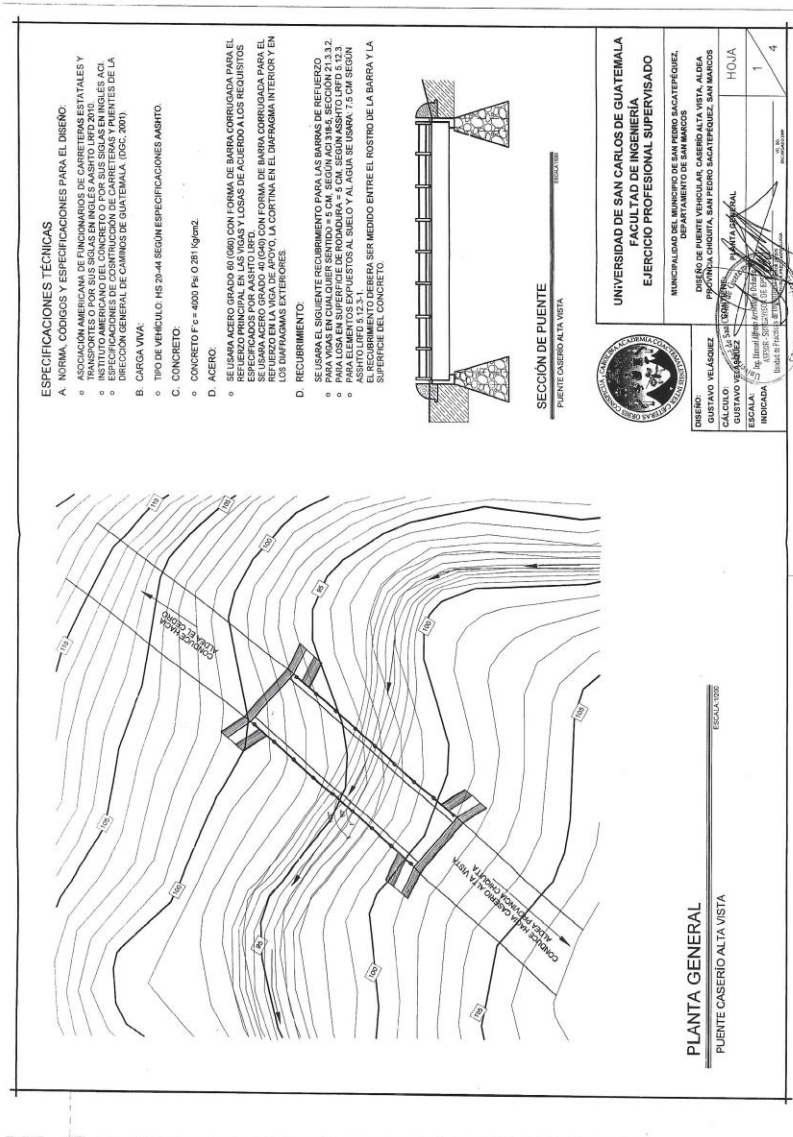 ESPECIFICACIONES TÉCNICAS
A NORMA, CÓDIGOS Y ESPECIFICACIONES PARA EL DISEÑO:
o ASOCIACIÓN AMERICANA DE FUNCIONARIOS DE CARRETERAS ESTATALES Y
TRANSPORTES O POR SUS SIGLAS EN INGLÉS AASHTO LRFD 2010.
o INSTITUTO AMERICANO DEL CONCRETO O POR SUS SIGLAS EN INGLÉS ACI.
o ESPECIFICACIONES DE COSNTRUCCIÓN DE CARRETERAS Y PUENTES DE LA
DIRECCIÓN GENERAL DE CAMINOS DE GUATEMALA, (DGC, 2001)
B. CARGA VIVA:
o TIPO DE VEHÍCULO: HS 20-44 SEGÚN ESPECIFICACIONES AASHTO.
C. CONCRETO:
o CONCRETO F'c = 4000 Psi O 281 Kg/cm2.
D. ACERO:
o SE USARA ACERO GRADO 60 (G60) CON FORMA DE BARRA CORRUGADA PARA EL
REFUERZO PRINCIPAL EN LAS VIGAS Y LOSAS DE ACUERDO A LOS REQUISITOS
ESPECIFICADOS POR AASHTO LRFD.
SE USARA ACERO GRADO 40 (G40) CON FORMA DE BARRA CORRUGADA PARA EL
REFUERZO EN LA VIGA DE APOYO, LA CORTINA EN EL DIAFRAGMA INTERIOR Y EN
LOS DIAFRAGMAS EXTERIORES.
D. RECUBRIMIENTO:
SE USARA EL SIGUIENTE RECUBRIMIENTO PARA LAS BARRAS DE REFUERZO
o PARA VIGAS EN CUALQUIER SENTIDO = 5 CM, SEGÚN ACI 318-5, SECCIÓN 21.3.3.2.
o PARA LOSA EN SUPERFICIE DE RODADURA = 5 CM, SEGÚN ASSHTO LRFD 5.12.3.
o PARA ELEMENTOS EXPUESTOS AL SUELO Y AL AGUA SE USARA: 7,5 CM SEGÚN
ASSHTO LRFD 5.12.3-1.
EL RECUBRIMIENTO DEBERA SER MEDIDO ENTRE EL ROSTRO DE LA BARRA Y LA
SUPERFICIE DEL CONCRETO.
110
105
110
105
100
100
95
95
100
100
105
105
CONDUCE HACIA
ALDEA EL CEDRO
CONDUCE HACIA CASERIO ALTA VISTA
ALDEA PROVINCIA CHIQUITA
PLANTA GENERAL
PUENTE CASERÍO ALTA VISTA
ESCALA:1/200
SECCIÓN DE PUENTE
PUENTE CASERÍO ALTA VISTA
UNIVERSIDAD DE SAN CARLOS DE GUATEMALA
FACULTAD DE INGENIERÍA
EJERCICIO PROFESIONAL SUPERVISADO
MUNICIPALIDAD DEL MUNICIPIO DE SAN PEDRO SACATEPÉQUEZ,
DEPARTAMENTO DE SAN MARCOS
DISEÑO DE PUENTE VEHICULAR, CASERÍO ALTA VISTA, ALDEA
PROVINCIA CHIQUITA, SAN PEDRO SACATEPÉQUEZ, SAN MARCOS
DISEÑO:
GUSTAVO VELÁSQUEZ
CÁLCULO:
GUSTAVO VELÁSQUEZ
ESCALA:
INDICADA
CONTIENE:
PLANTA GENERAL
HOJA
1
4